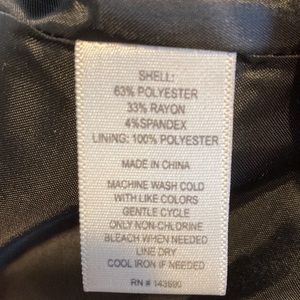 SHELL:
63% POLYESTER
33% RAYON
4%SPANDEX
LINING: 100% POLYESTER
MADE IN CHINA
MACHINE WASH COLD
WITH LIKE COLORS
GENTLE CYCLE
ONLY NON-CHLORINE
BLEACH WHEN NEEDED
LINE DRY
COOL IRON IF NEEDED
RN #